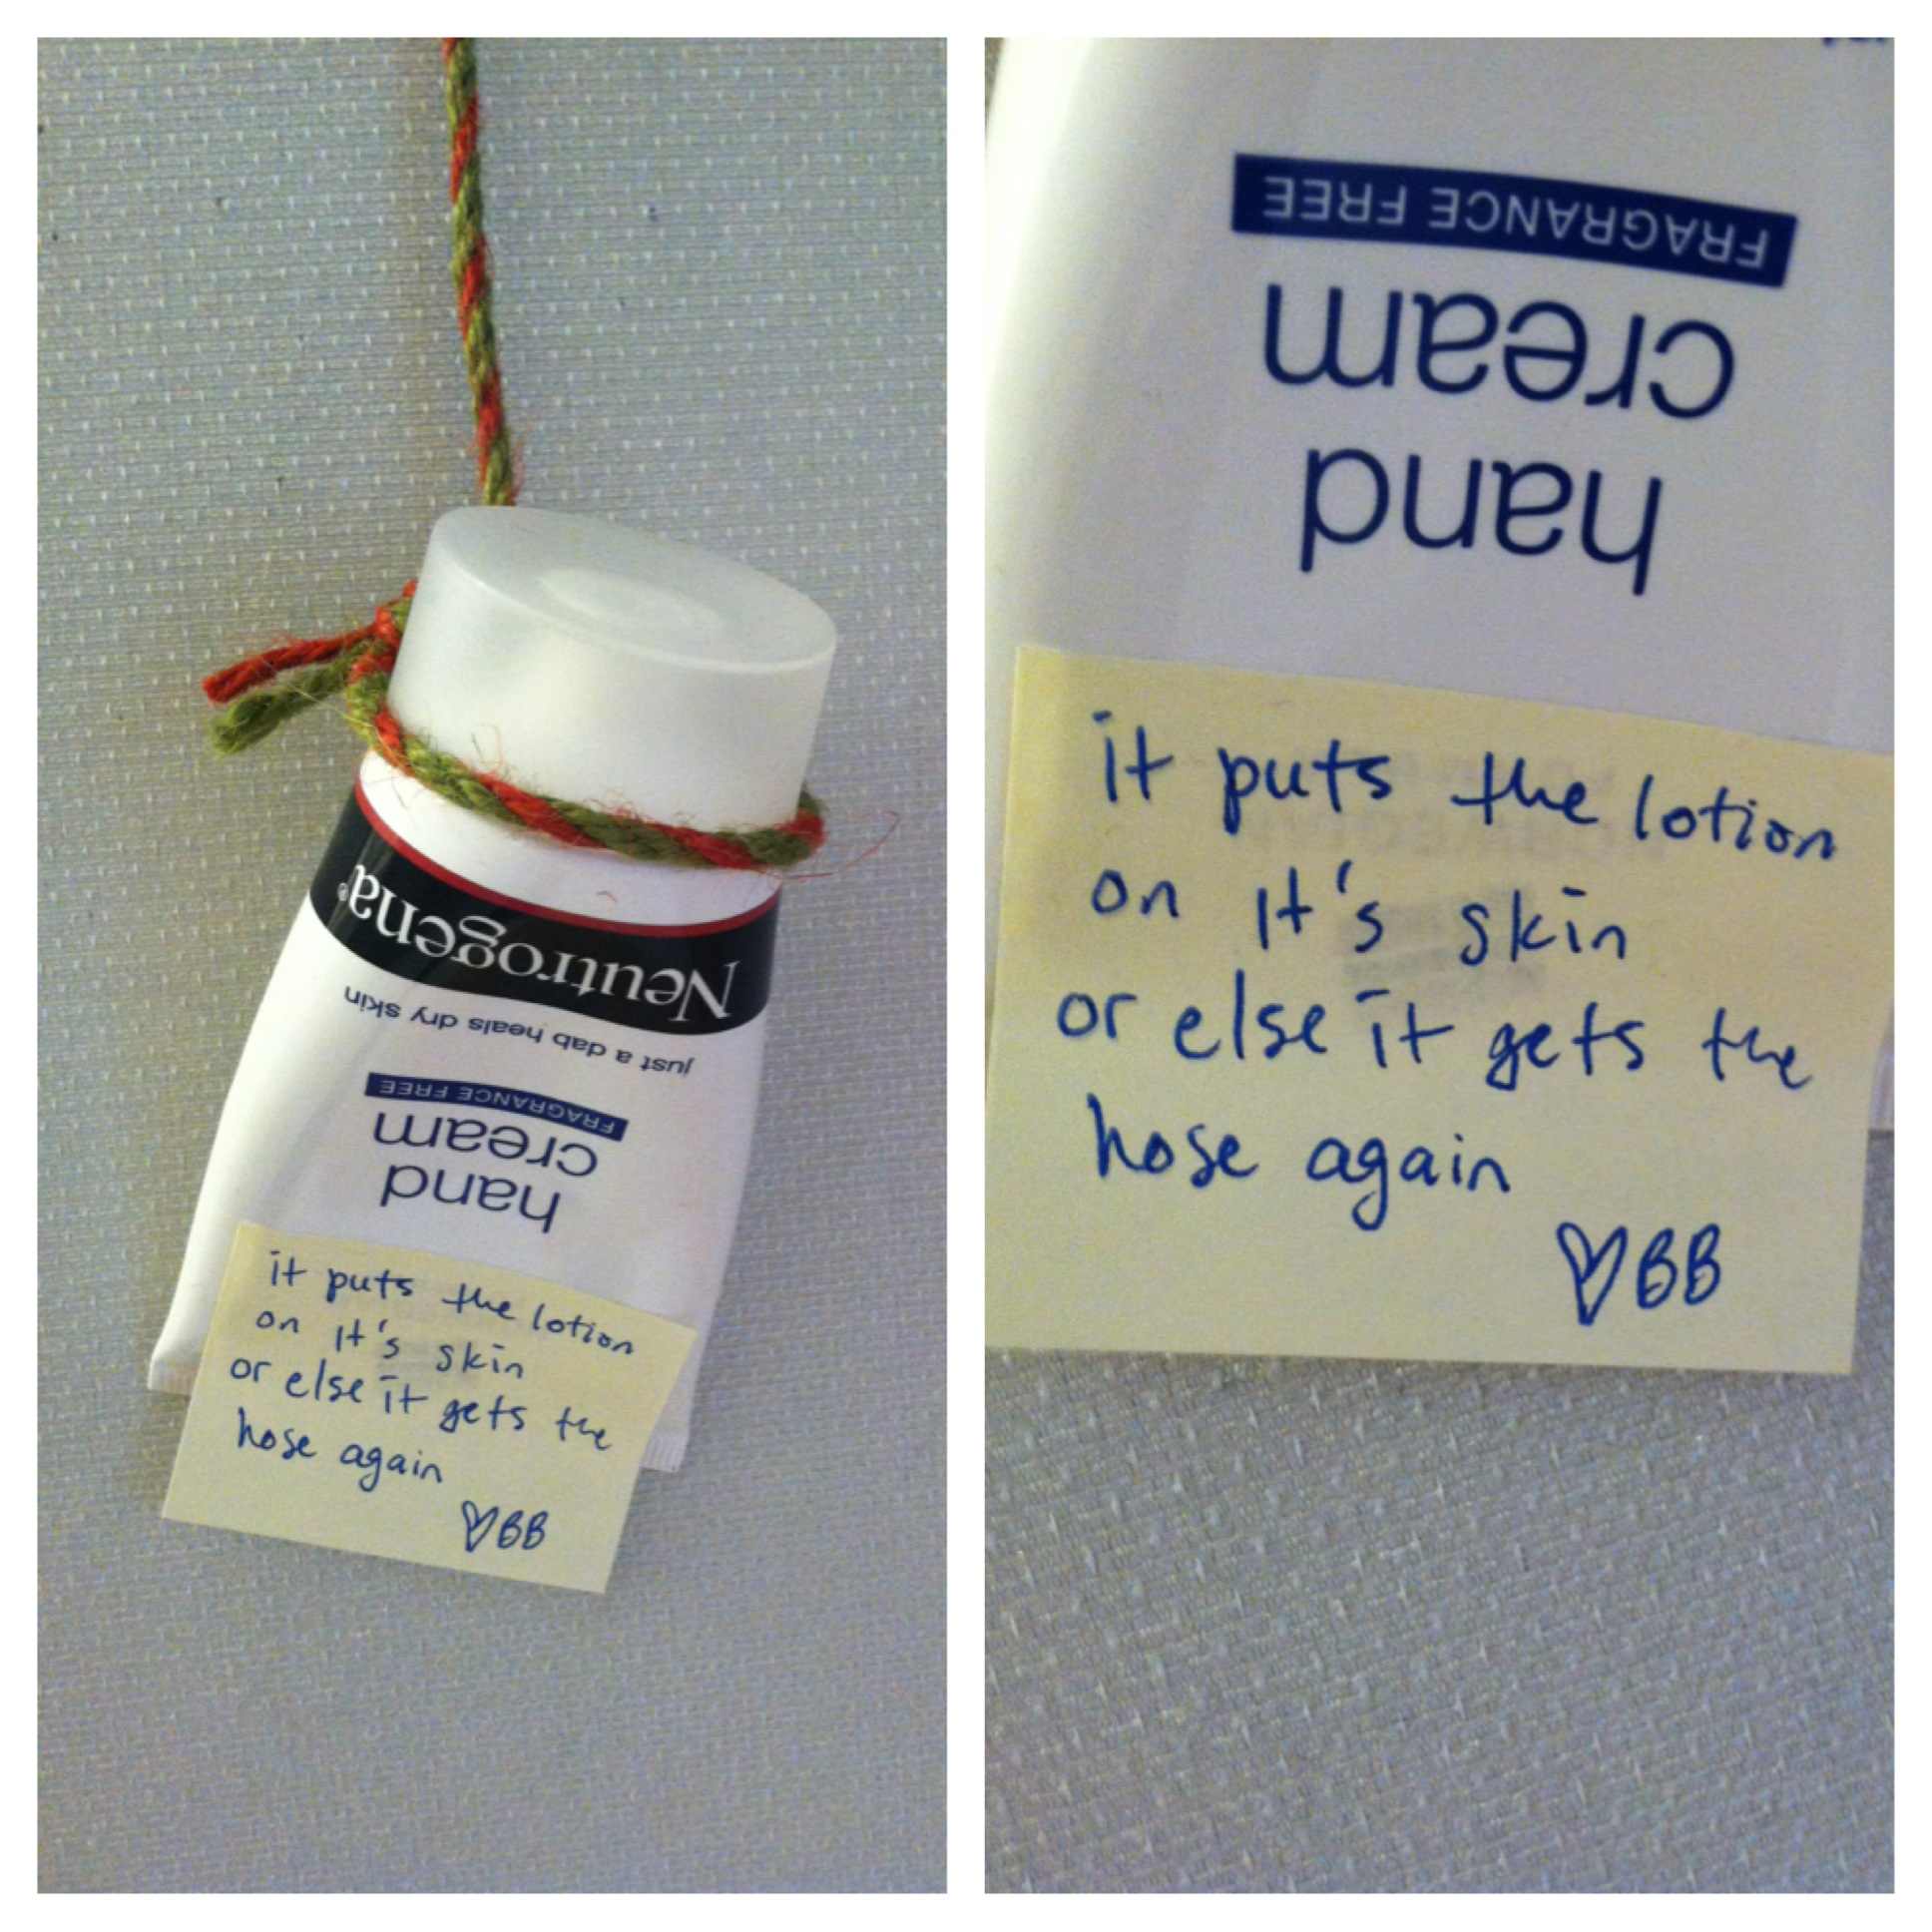 Neutrogena®
just a dab heals dry skin
FRAGRANCE FREE
cream
hand
it puts the lotion
on It's skin
or else it gets the
hose again
♡BB
FRAGRANCE FREE
cream
hand
it puts the lotion
on It's skin
or else it gets the
hose again
♡BB